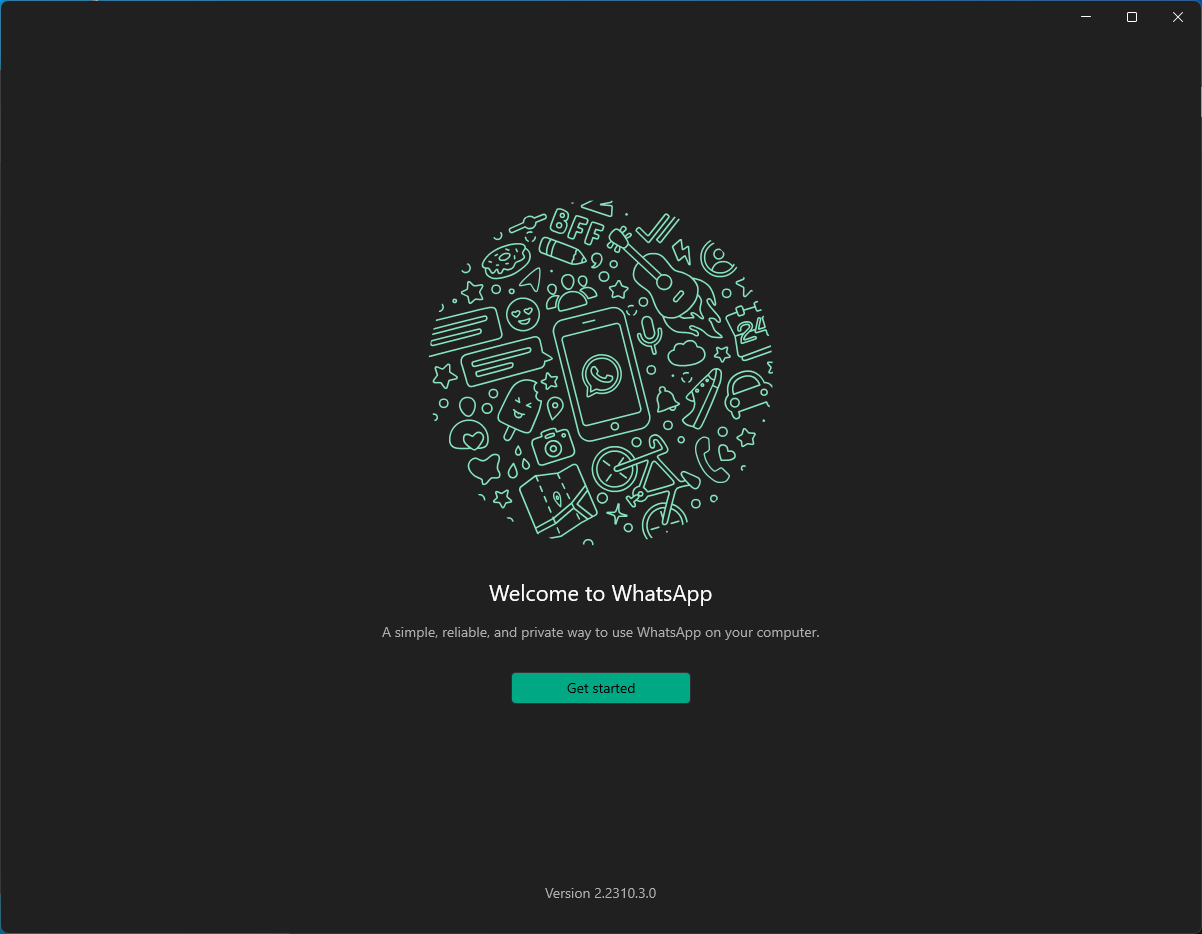 BFF
24
Welcome to WhatsApp
A simple, reliable, and private way to use WhatsApp on your computer.
Get started
Version 2.2310.3.0